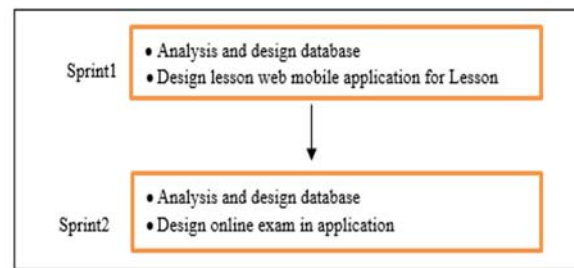 Sprint1
• Analysis and design database
• Design lesson web mobile application for Lesson
Sprint2
• Analysis and design database
• Design online exam in application